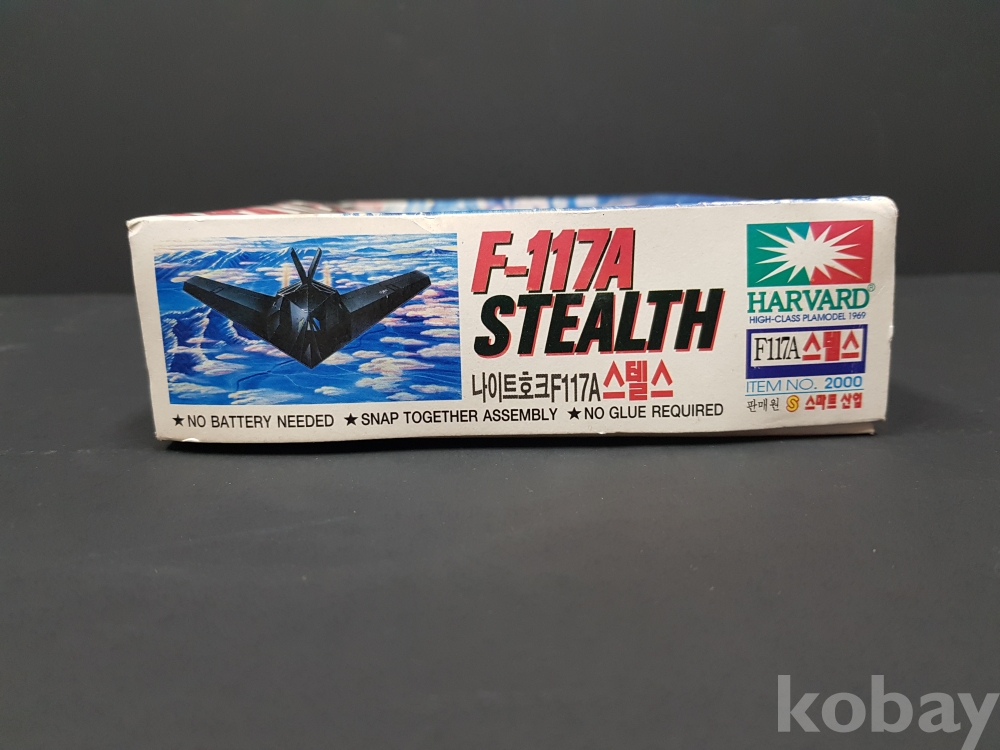 F-117A
STEALTH
나이트호크F117A스텔스
★NO BATTERY NEEDED ★SNAP TOGETHER ASSEMBLY ★NO GLUE REQUIRED
HARVARD®
HIGH-CLASS PLAMODEL 1969
F117A스텔스
ITEM NO. 2000
판매원 S 스마트 산업
kobay